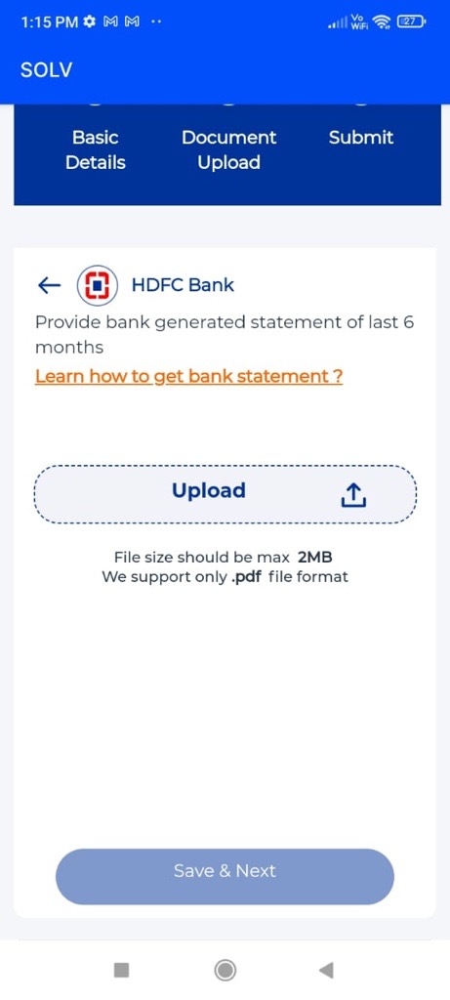 1:15 PM
Vo
WiFi
27
SOLV
Basic
Details
Document
Upload
Submit
HDFC Bank
Provide bank generated statement of last 6
months
Learn how to get bank statement ?
Upload
File size should be max 2MB
We support only .pdf file format
Save & Next